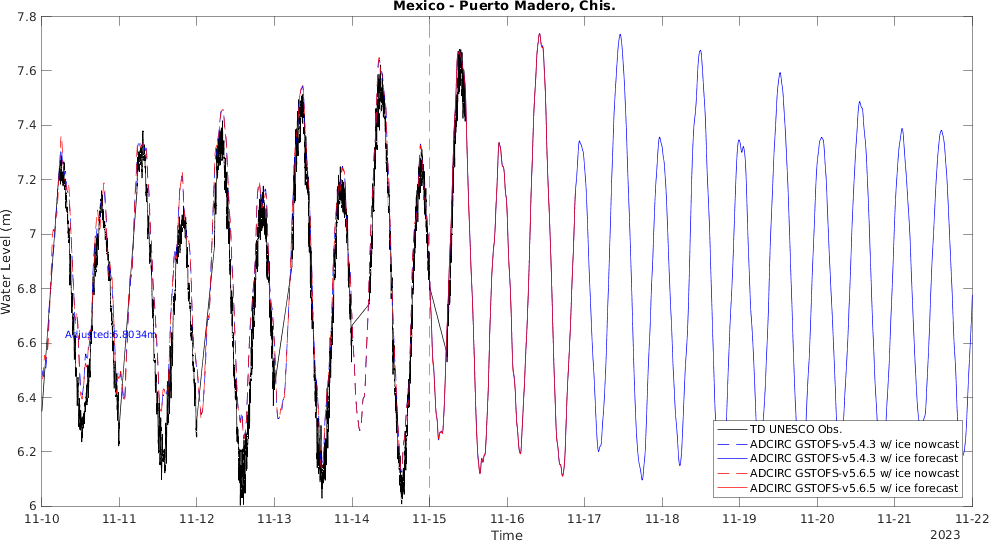 Mexico - Puerto Madero, Chis.
7.8
7.6
7.4
7.2
7
6.8
6.6
6.4
6.2
6
Water Level (m)
Adjusted:6.8034m
TD UNESCO Obs.
ADCIRC GSTOFS-v5.4.3 w/ ice nowcast
ADCIRC GSTOFS-v5.4.3 w/ ice forecast
ADCIRC GSTOFS-v5.6.5 w/ ice nowcast
ADCIRC GSTOFS-v5.6.5 w/ ice forecast
11-10 11-11 11-12 11-13 11-14 11-15 11-16 11-17 11-18 11-19 11-20 11-21 11-22
Time
2023